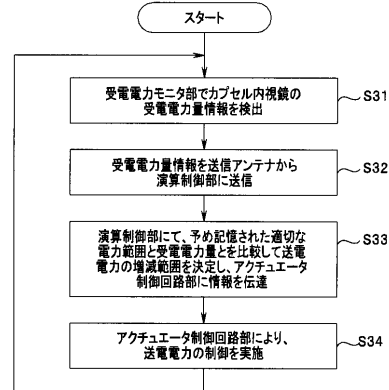 スタート
受電電力モニタ部でカプセル内視鏡の
受電電力量情報を検出
S31
受電電力量情報を送信アンテナから
演算制御部に送信
S32
演算制御部にて、予め記憶された適切な
電力範囲と受電電力量とを比較して送電
電力の増減範囲を決定し、アクチュエータ
制御回路部に情報を伝達
S33
アクチュエータ制御回路部により、
送電電力の制御を実施
S34